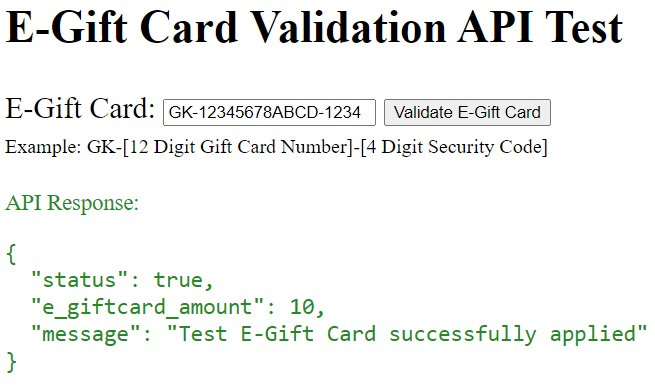 E-Gift Card Validation API Test
E-Gift Card: GK-12345678ABCD-1234 Validate E-Gift Card
Example: GK-[12 Digit Gift Card Number]-[4 Digit Security Code]
API Response:
{
"status": true,
"e_giftcard_amount": 10,
"message": "Test E-Gift Card successfully applied"
}